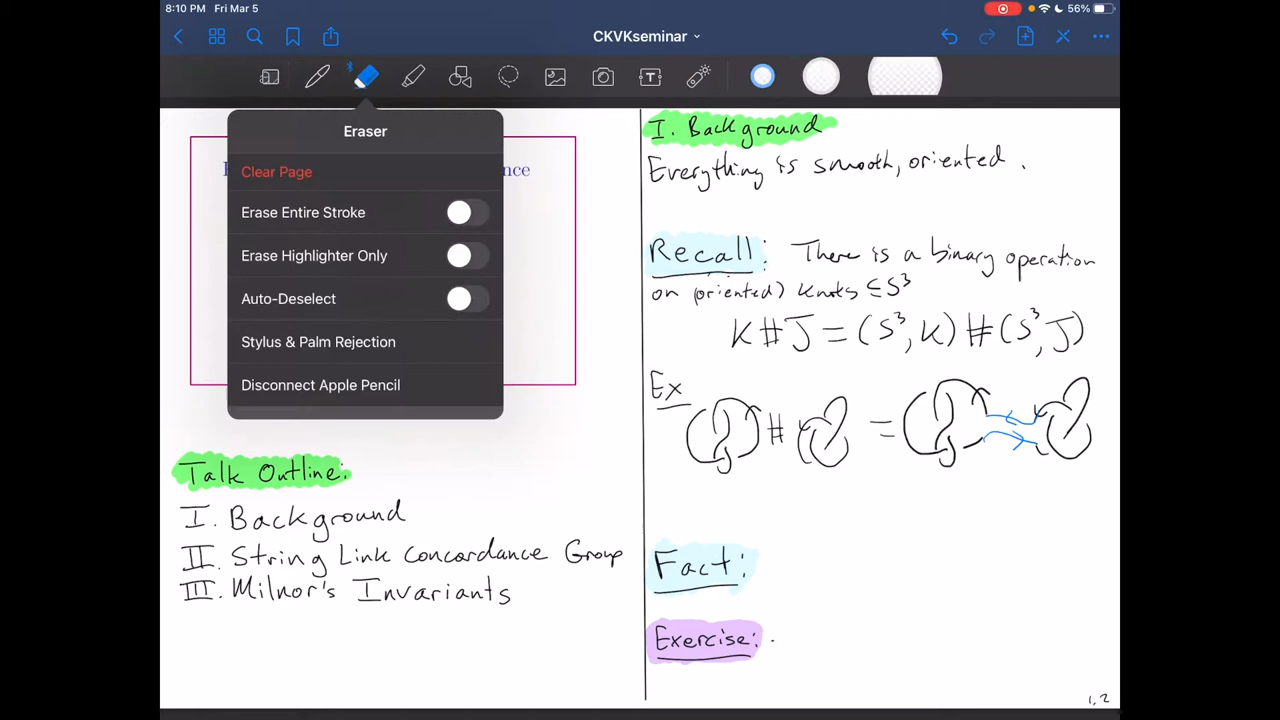 8:10 PM Fri Mar 5
56%
CKVKseminar
Eraser
Clear Page
Erase Entire Stroke
Erase Highlighter Only
Auto-Deselect
Stylus & Palm Rejection
Disconnect Apple Pencil
nce
Talk Outline:
I. Background
II. String Link Concordance Group
III. Milnor's Invariants
I. Background
Everything is smooth, oriented.
Recall: There is a binary operation
on (oriented) knots ⊆ S³
K # J = (S³, K) # (S³, J)
Ex
# =
Fact:
Exercise:
1,2